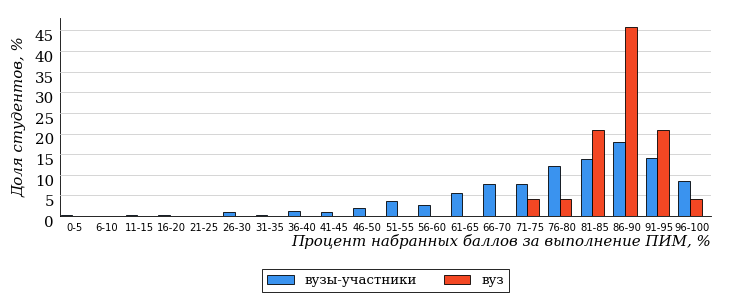 Доля студентов, %
45
40
35
30
25
20
15
10
5
0
0-5 6-10 11-15 16-20 21-25 26-30 31-35 36-40 41-45 46-50 51-55 56-60 61-65 66-70 71-75 76-80 81-85 86-90 91-95 96-100
Процент набранных баллов за выполнение ПИМ, %
вузы-участники вуз